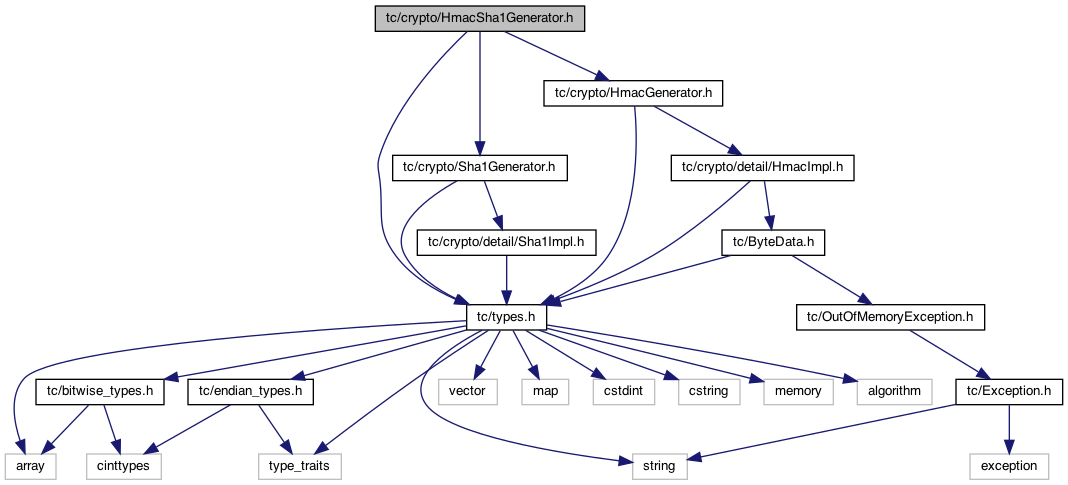 tc/crypto/HmacSha1Generator.h
tc/crypto/HmacGenerator.h
tc/crypto/Sha1Generator.h
tc/crypto/detail/HmacImpl.h
tc/crypto/detail/Sha1Impl.h
tc/ByteData.h
tc/types.h
tc/OutOfMemoryException.h
tc/bitwise_types.h
tc/endian_types.h
vector
map
cstdint
cstring
memory
algorithm
tc/Exception.h
array
cinttypes
type_traits
string
exception